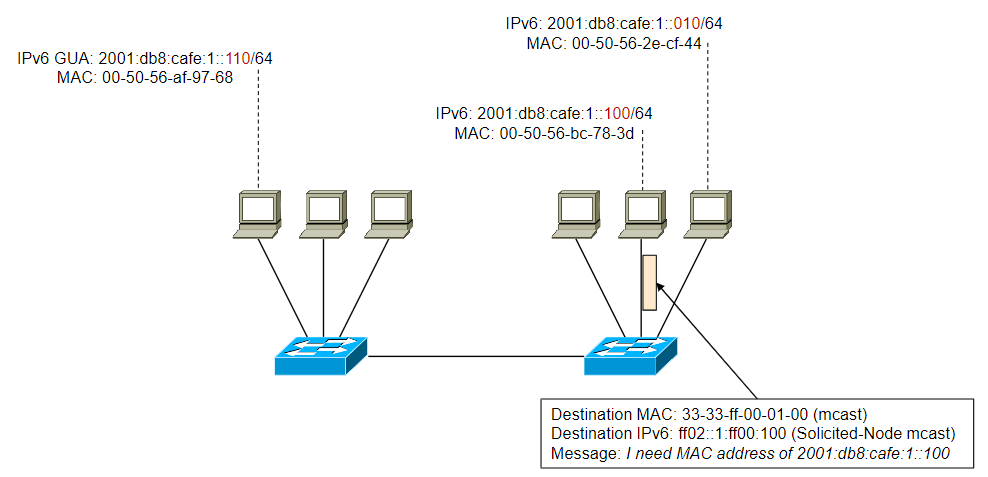 IPv6: 2001:db8:cafe:1::010/64
MAC: 00-50-56-2e-cf-44
IPv6 GUA: 2001:db8:cafe:1::110/64
MAC: 00-50-56-af-97-68
IPv6: 2001:db8:cafe:1::100/64
MAC: 00-50-56-bc-78-3d
Destination MAC: 33-33-ff-00-01-00 (mcast)
Destination IPv6: ff02::1:ff00:100 (Solicited-Node mcast)
Message: I need MAC address of 2001:db8:cafe:1::100